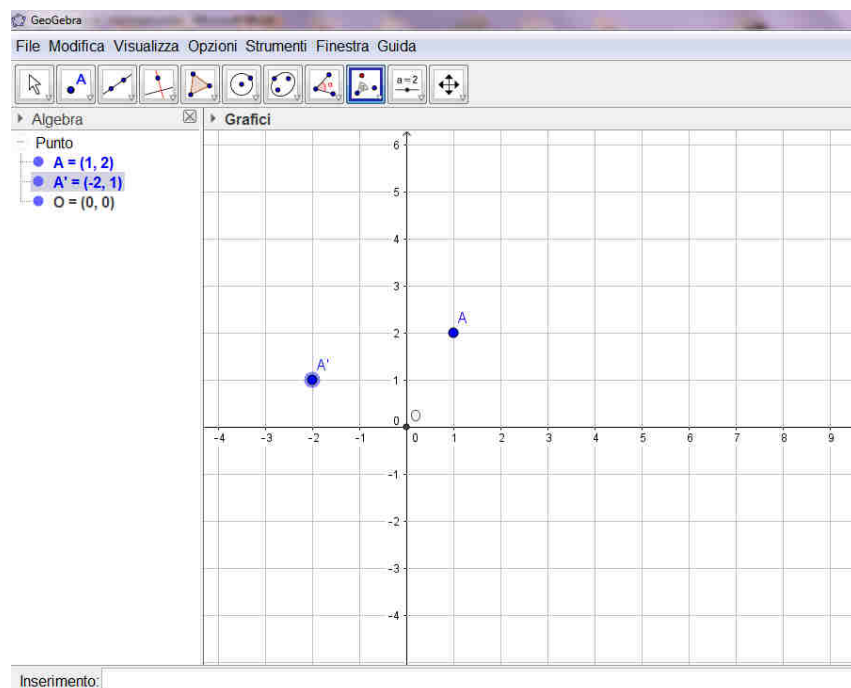 GeoGebra
File Modifica Visualizza Opzioni Strumenti Finestra Guida
A
α
a=2
Algebra
Grafici
Punto
A = (1, 2)
A' = (-2, 1)
O = (0, 0)
6
5
4
3
A
2
A'
1
0 O
-4 -3 -2 -1 0 1 2 3 4 5 6 7 8 9
-1
-2
-3
-4
Inserimento: